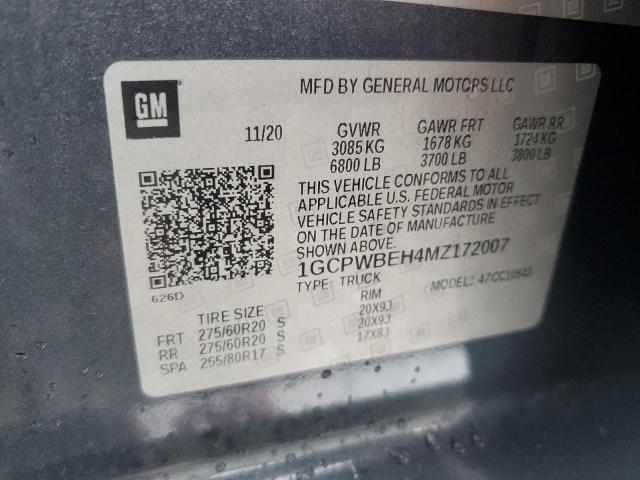 GM
MFD BY GENERAL MOTORS LLC
11/20 GVWR GAWR FRT GAWR RR
3085 KG 1678 KG 1724 KG
6800 LB 3700 LB 3800 LB
THIS VEHICLE CONFORMS TO ALL
APPLICABLE U.S. FEDERAL MOTOR
VEHICLE SAFETY STANDARDS IN EFFECT
ON THE DATE OF MANUFACTURE
SHOWN ABOVE.
1GCPWBEH4MZ172007
626D TYPE: TRUCK MODEL: 47CC10543
TIRE SIZE RIM
FRT 275/60R20 S 20X9J
RR 275/60R20 S 20X9J
SPA 255/80R17 S 17X8J